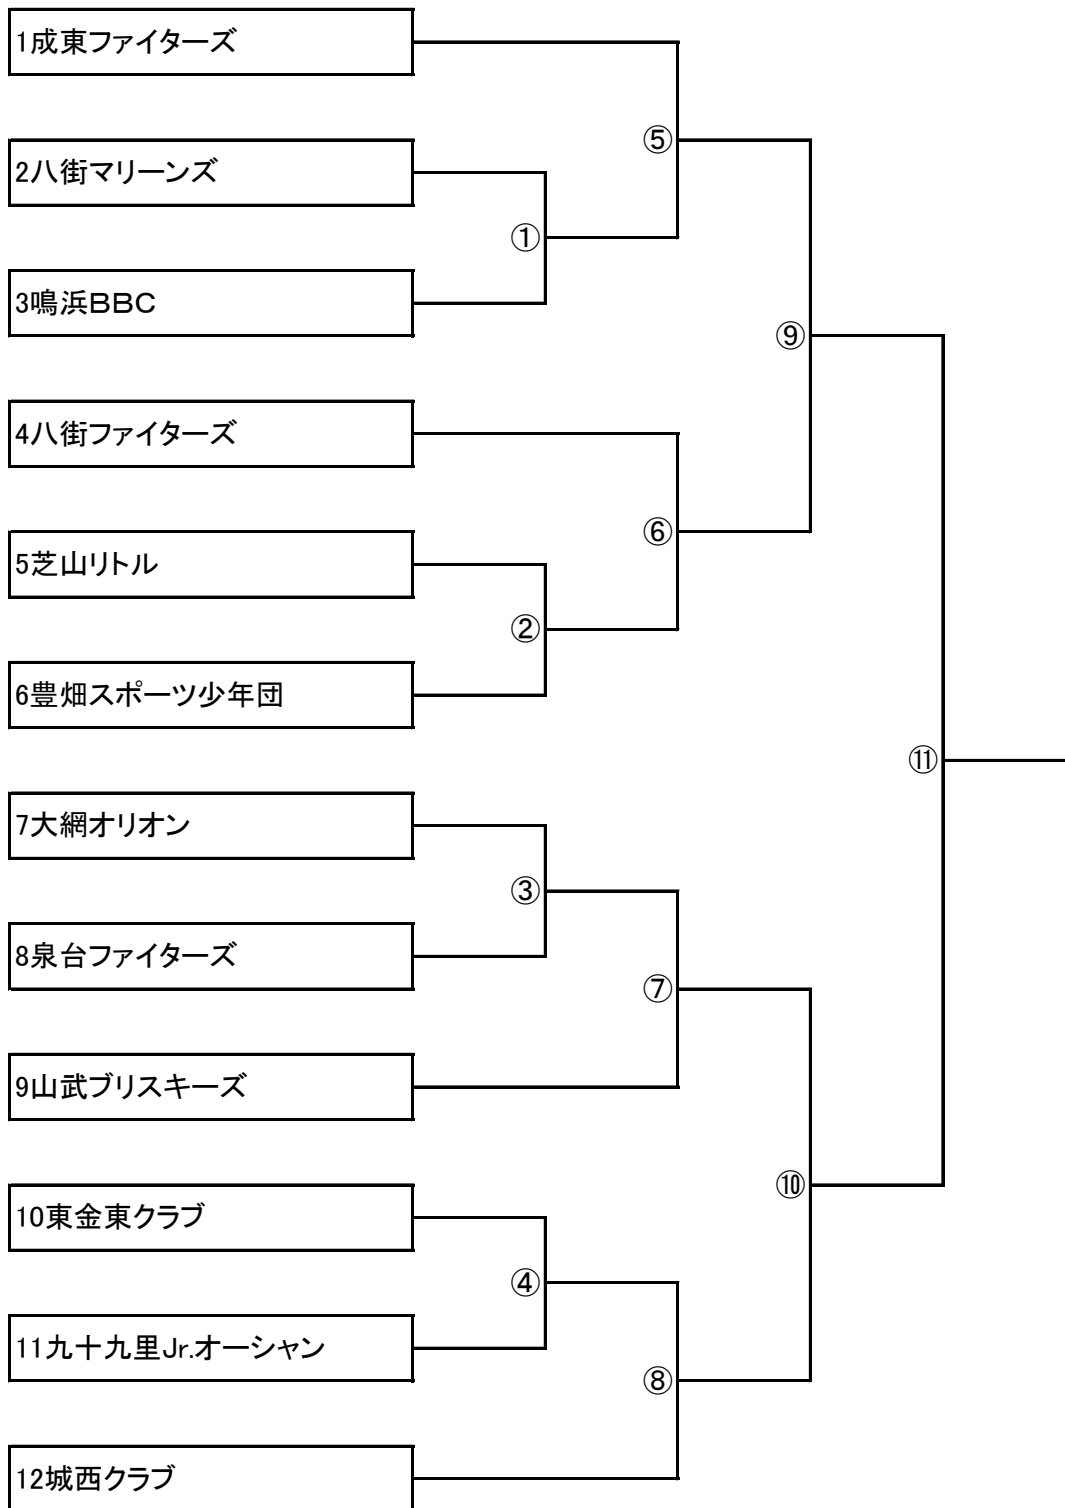 1成東ファイターズ
⑤
2八街マリーンズ
①
3鳴浜ＢＢＣ
⑨
4八街ファイターズ
⑥
5芝山リトル
②
6豊畑スポーツ少年団
⑪
7大網オリオン
③
8泉台ファイターズ
⑦
9山武ブリスキーズ
⑩
10東金東クラブ
④
11九十九里Jr.オーシャン
⑧
12城西クラブ